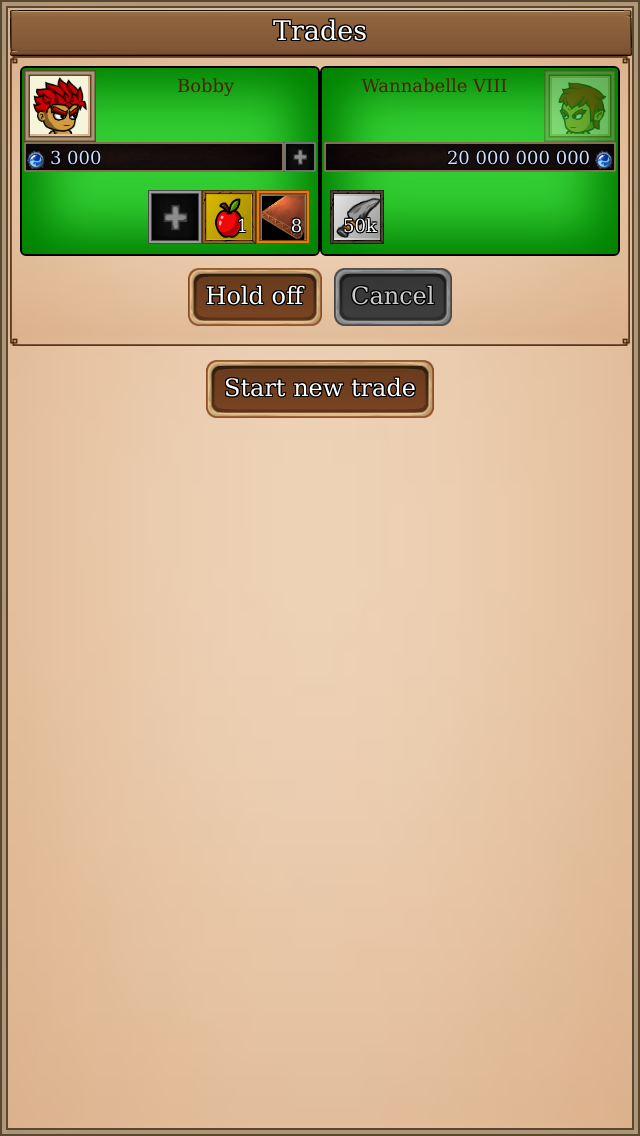 Trades
Bobby
Wannabelle VIII
3 000
20 000 000 000
1
8
50k
Hold off
Cancel
Start new trade